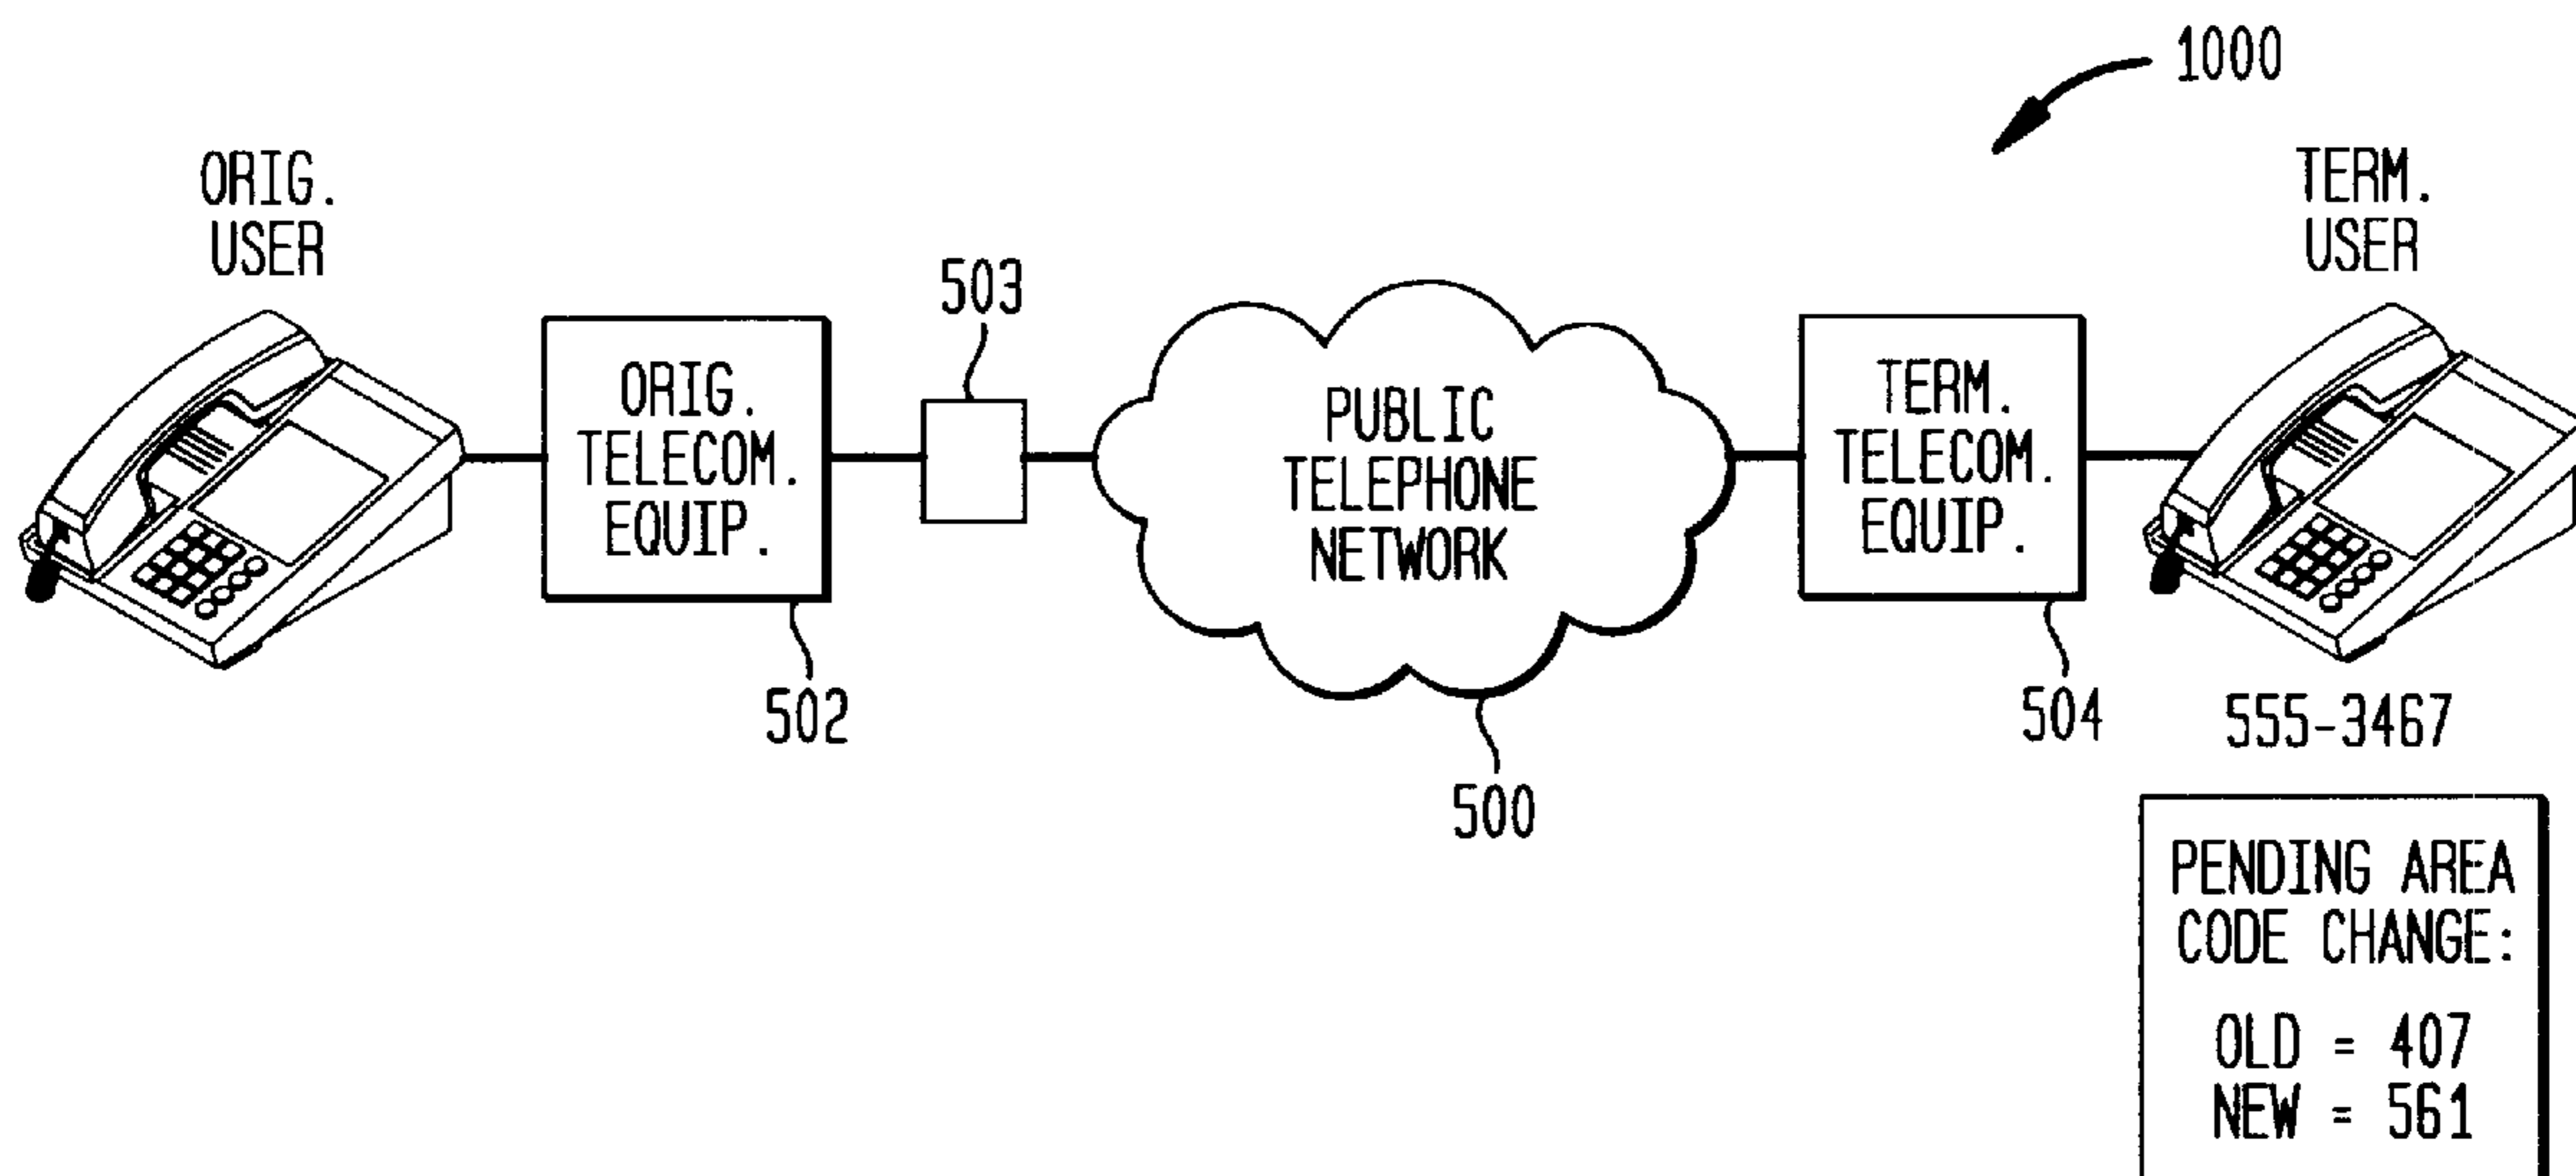 1000
ORIG.
USER
TERM.
USER
503
ORIG.
TELECOM.
EQUIP.
PUBLIC
TELEPHONE
NETWORK
TERM.
TELECOM.
EQUIP.
502
500
504
555-3467
PENDING AREA
CODE CHANGE:
OLD = 407
NEW = 561